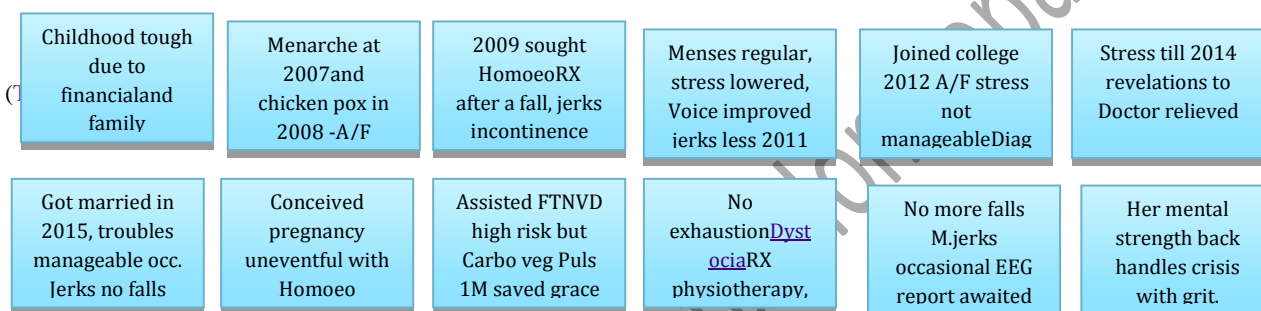 Childhood tough
due to
financialand
family
Menarche at
2007and
chicken pox in
2008 -A/F
2009 sought
HomoeoRX
after a fall, jerks
incontinence
Menses regular,
stress lowered,
Voice improved
jerks less 2011
Joined college
2012 A/F stress
not
manageableDiag
Stress till 2014
revelations to
Doctor relieved
(T
Got married in
2015, troubles
manageable occ.
Jerks no falls
Conceived
pregnancy
uneventful with
Homoeo
Assisted FTNVD
high risk but
Carbo veg Puls
1M saved grace
No
exhaustionDyst
ociaRX
physiotherapy,
No more falls
M.jerks
occasional EEG
report awaited
Her mental
strength back
handles crisis
with grit.